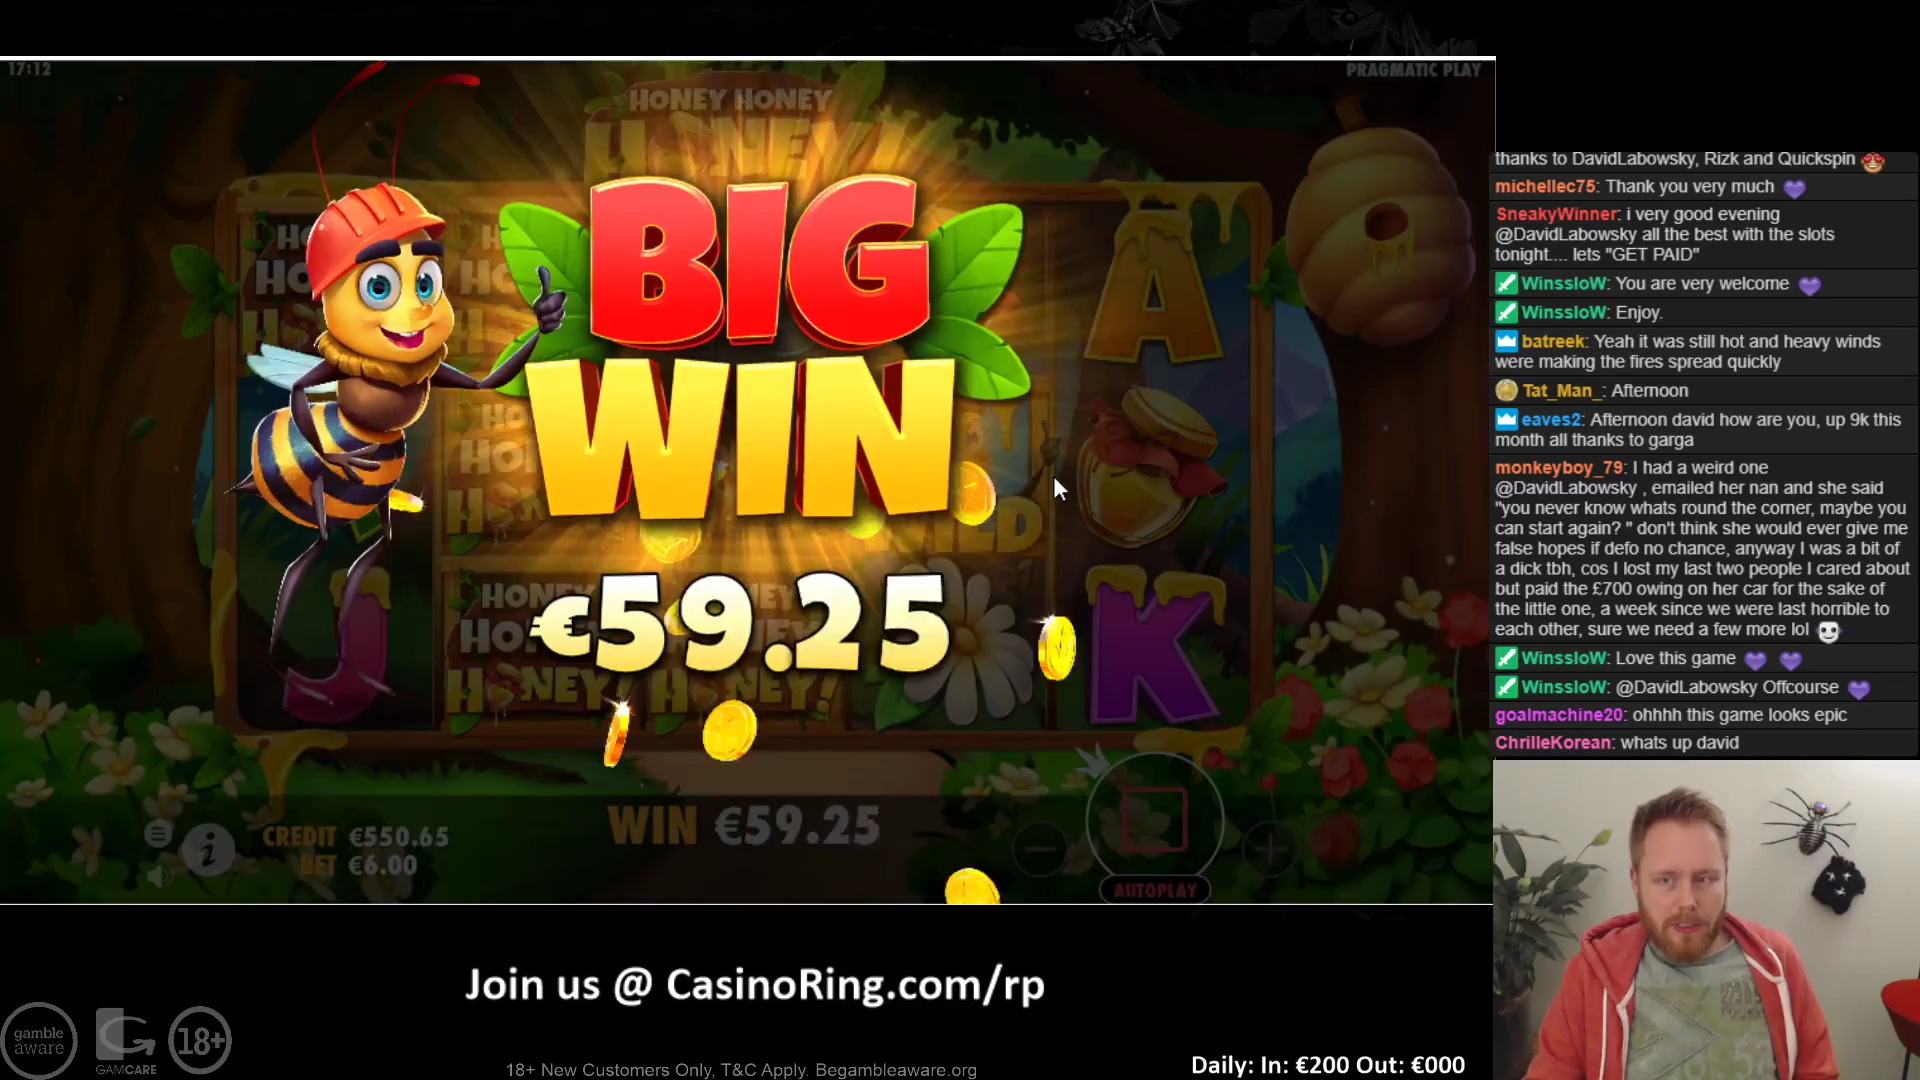 17:12
PRAGMATIC PLAY
HONEY HONEY
HONEY!
BIG
WIN
€59.25
A
WILD
J
K
HONEY! HONEY!
CREDIT €550.65
BET €6.00
WIN €59.25
AUTOPLAY
thanks to DavidLabowsky, Rizk and Quickspin
michellec75: Thank you very much
SneakyWinner: i very good evening
@DavidLabowsky all the best with the slots
tonight.... lets "GET PAID"
WinssloW: You are very welcome
WinssloW: Enjoy.
batreek: Yeah it was still hot and heavy winds
were making the fires spread quickly
Tat_Man_: Afternoon
eaves2: Afternoon david how are you, up 9k this
month all thanks to garga
monkeyboy_79: I had a weird one
@DavidLabowsky , emailed her nan and she said
"you never know whats round the corner, maybe you
can start again? " don't think she would ever give me
false hopes if defo no chance, anyway I was a bit of
a dick tbh, cos I lost my last two people I cared about
but paid the £700 owing on her car for the sake of
the little one, a week since we were last horrible to
each other, sure we need a few more lol
WinssloW: Love this game
WinssloW: @DavidLabowsky Offcourse
goalmachine20: ohhhh this game looks epic
ChrilleKorean: whats up david
Join us @ CasinoRing.com/rp
gamble
aware
GAMCARE
18+
18+ New Customers Only, T&C Apply. Begambleaware.org
Daily: In: €200 Out: €000